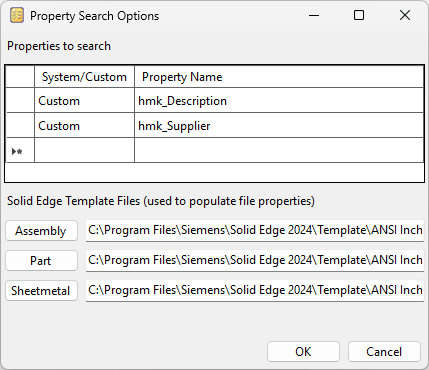 Property Search Options
Properties to search
System/Custom Property Name
Custom hmk_Description
Custom hmk_Supplier
Solid Edge Template Files (used to populate file properties)
Assembly C:\Program Files\Siemens\Solid Edge 2024\Template\ANSI Inch
Part C:\Program Files\Siemens\Solid Edge 2024\Template\ANSI Inch
Sheetmetal C:\Program Files\Siemens\Solid Edge 2024\Template\ANSI Inch
OK Cancel